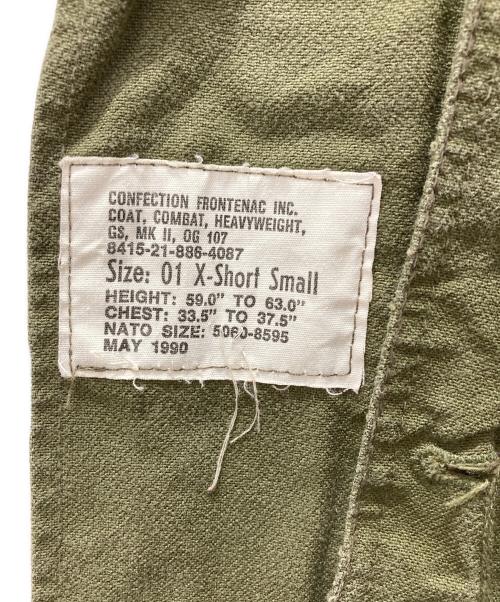 CONFECTION FRONTENAC INC.
COAT, COMBAT, HEAVYWEIGHT,
GS, MK II, OG 107
8415-21-886-4087
Size: 01 X-Short Small
HEIGHT: 59.0" TO 63.0"
CHEST: 33.5" TO 37.5"
NATO SIZE: 5060-8595
MAY 1990